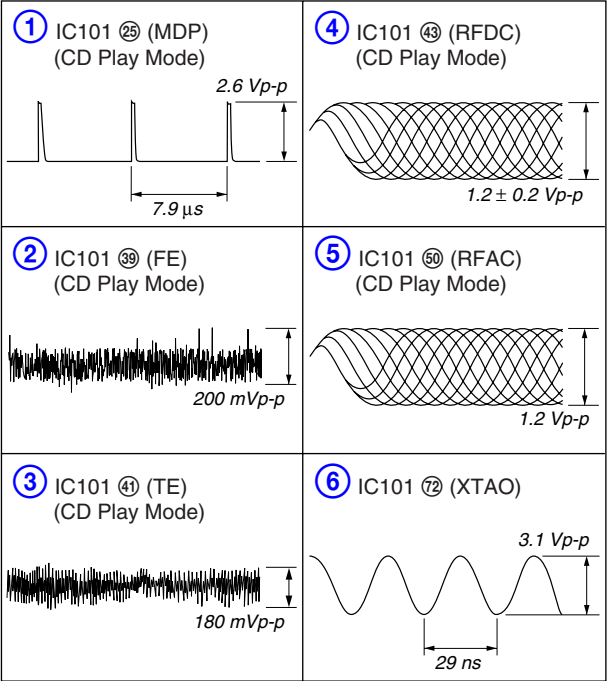 ① IC101 ㉕ (MDP)
(CD Play Mode)
2.6 Vp-p
7.9 µs
② IC101 ㊴ (FE)
(CD Play Mode)
200 mVp-p
③ IC101 ㊶ (TE)
(CD Play Mode)
180 mVp-p
④ IC101 ㊸ (RFDC)
(CD Play Mode)
1.2 ± 0.2 Vp-p
⑤ IC101 ㊿ (RFAC)
(CD Play Mode)
1.2 Vp-p
⑥ IC101 72 (XTAO)
3.1 Vp-p
29 ns